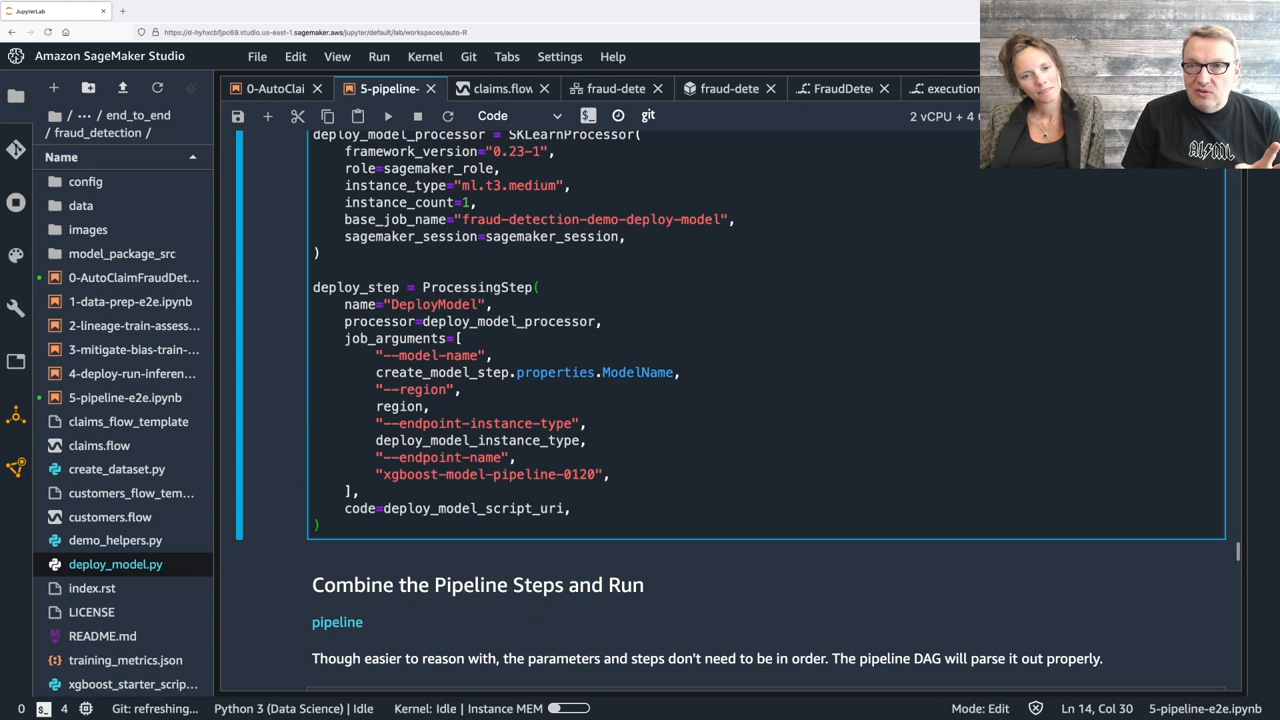 JupyterLab
https://d-hyhxcbfjpc69.studio.us-east-1.sagemaker.aws/jupyter/default/lab/workspaces/auto-R
Amazon SageMaker Studio
File Edit View Run Kernel Git Tabs Settings Help
0-AutoClai
5-pipeline-
claim
fraud-dete
fraud-dete
FraudDetec
execution
/ ... / end_to_end
/ fraud_detection /
Code
git
2 vCPU + 4
Name
config
data
images
model_package_src
0-AutoClaimFraudDet...
1-data-prep-e2e.ipynb
2-lineage-train-assess...
3-mitigate-bias-train-...
4-deploy-run-inferen...
5-pipeline-e2e.ipynb
claims_flow_template
claims.flow
create_dataset.py
customers_flow_tem...
customers.flow
demo_helpers.py
deploy_model.py
index.rst
LICENSE
README.md
training_metrics.json
xgboost_starter_scrip...
deploy_model_processor = SKLearnProcessor(
framework_version="0.23-1",
role=sagemaker_role,
instance_type="ml.t3.medium",
instance_count=1,
base_job_name="fraud-detection-demo-deploy-model",
sagemaker_session=sagemaker_session,
)
deploy_step = ProcessingStep(
name="DeployModel",
processor=deploy_model_processor,
job_arguments=[
"--model-name",
create_model_step.properties.ModelName,
"--region",
region,
"--endpoint-instance-type",
deploy_model_instance_type,
"--endpoint-name",
"xgboost-model-pipeline-0120",
],
code=deploy_model_script_uri,
)
Combine the Pipeline Steps and Run
pipeline
Though easier to reason with, the parameters and steps don't need to be in order. The pipeline DAG will parse it out properly.
AI/ML
0 4 Git: refreshing... Python 3 (Data Science) | Idle Kernel: Idle | Instance MEM Mode: Edit Ln 14, Col 30 5-pipeline-e2e.ipynb